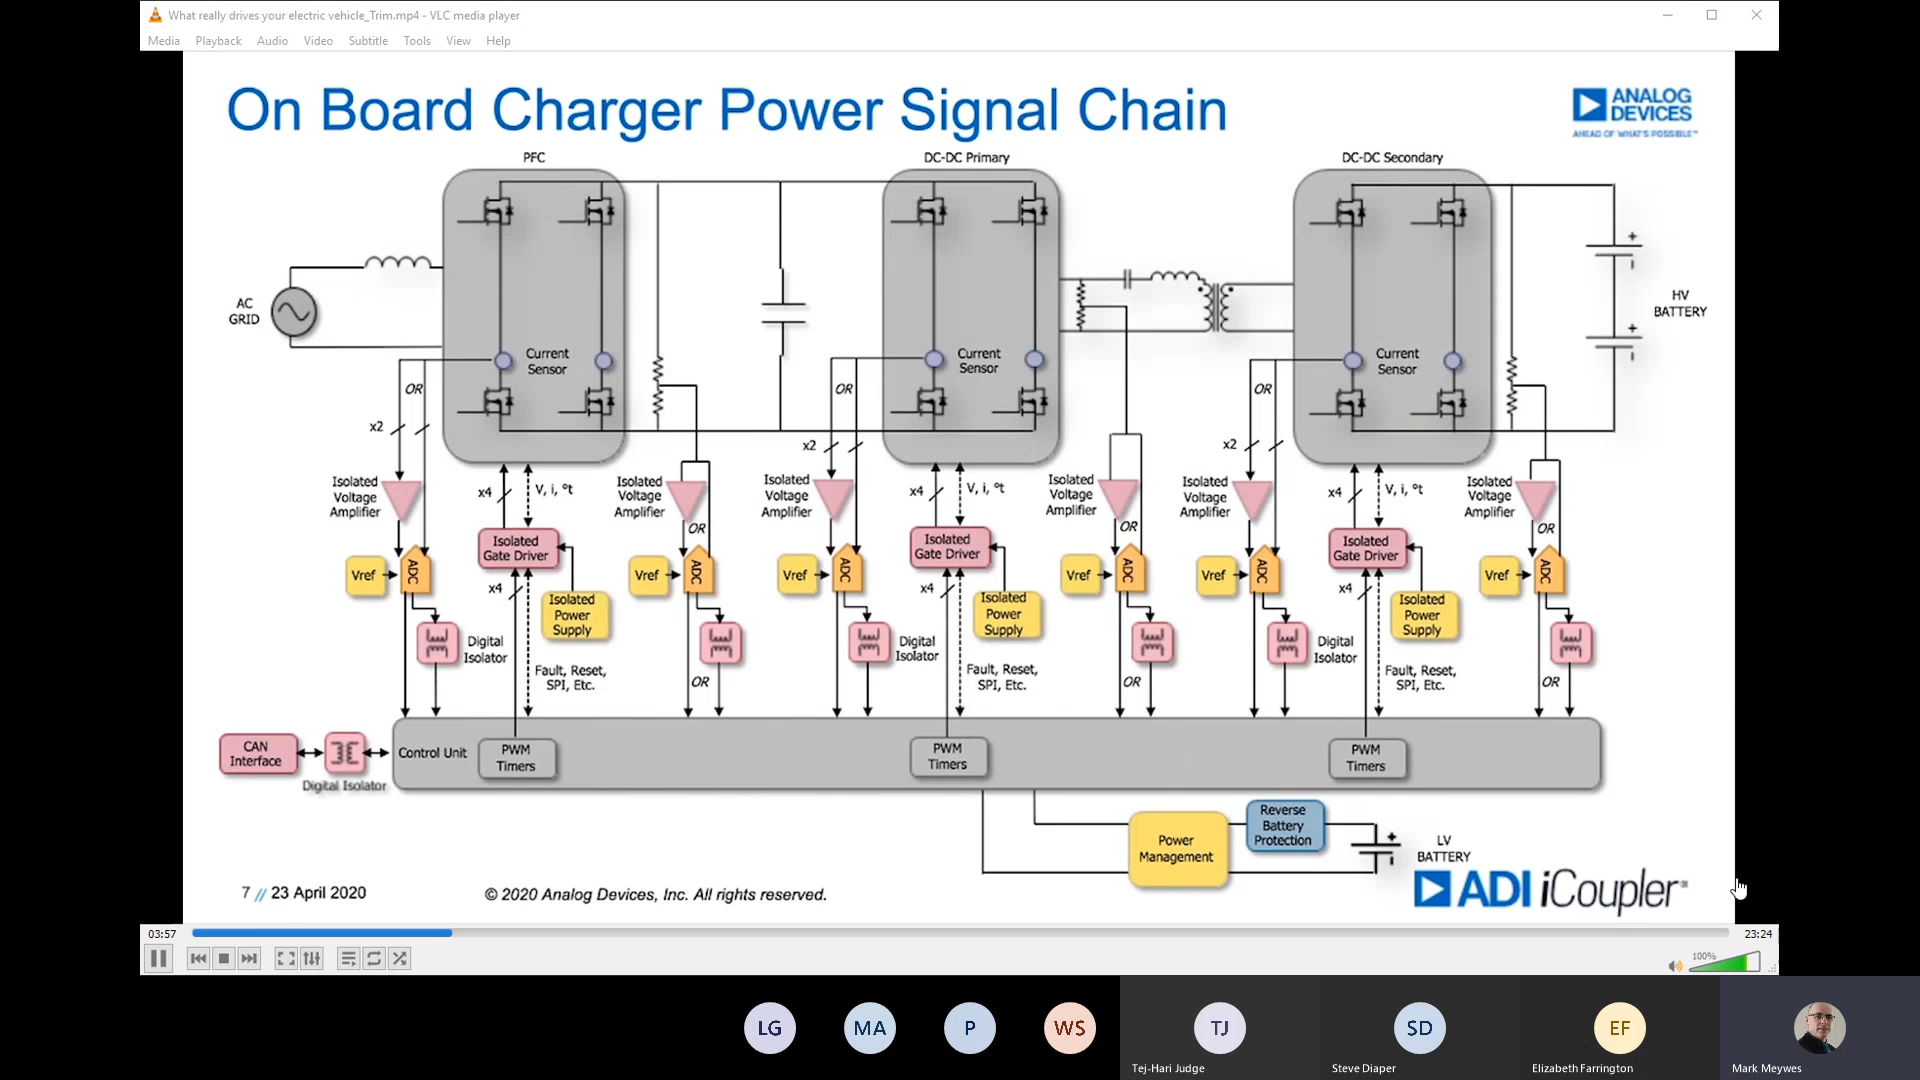 What really drives your electric vehicle_Trim.mp4 - VLC media player
Media Playback Audio Video Subtitle Tools View Help
On Board Charger Power Signal Chain
ANALOG
DEVICES
AHEAD OF WHAT'S POSSIBLE™
PFC
DC-DC Primary
DC-DC Secondary
AC
GRID
HV
BATTERY
Current
Sensor
Current
Sensor
Current
Sensor
OR
OR
OR
x2
x2
x2
Isolated
Voltage
Amplifier
x4
V, i, °t
Isolated
Voltage
Amplifier
Isolated
Voltage
Amplifier
x4
V, i, °t
Isolated
Voltage
Amplifier
Isolated
Voltage
Amplifier
x4
V, i, °t
Isolated
Voltage
Amplifier
OR
OR
OR
Isolated
Gate Driver
Isolated
Gate Driver
Isolated
Gate Driver
Vref
ADC
Vref
ADC
Vref
ADC
Vref
ADC
Vref
ADC
Vref
ADC
x4
x4
x4
Isolated
Power
Supply
Isolated
Power
Supply
Isolated
Power
Supply
Digital
Isolator
Digital
Isolator
Digital
Isolator
Fault, Reset,
SPI, Etc.
Fault, Reset,
SPI, Etc.
Fault, Reset,
SPI, Etc.
OR
OR
OR
CAN
Interface
Digital Isolator
Control Unit
PWM
Timers
PWM
Timers
PWM
Timers
Power
Management
Reverse
Battery
Protection
LV
BATTERY
7 // 23 April 2020
© 2020 Analog Devices, Inc. All rights reserved.
ADI iCoupler™
03:57
23:24
100%
LG
MA
P
WS
TJ
SD
EF
Tej-Hari Judge
Steve Diaper
Elizabeth Farrington
Mark Meywes